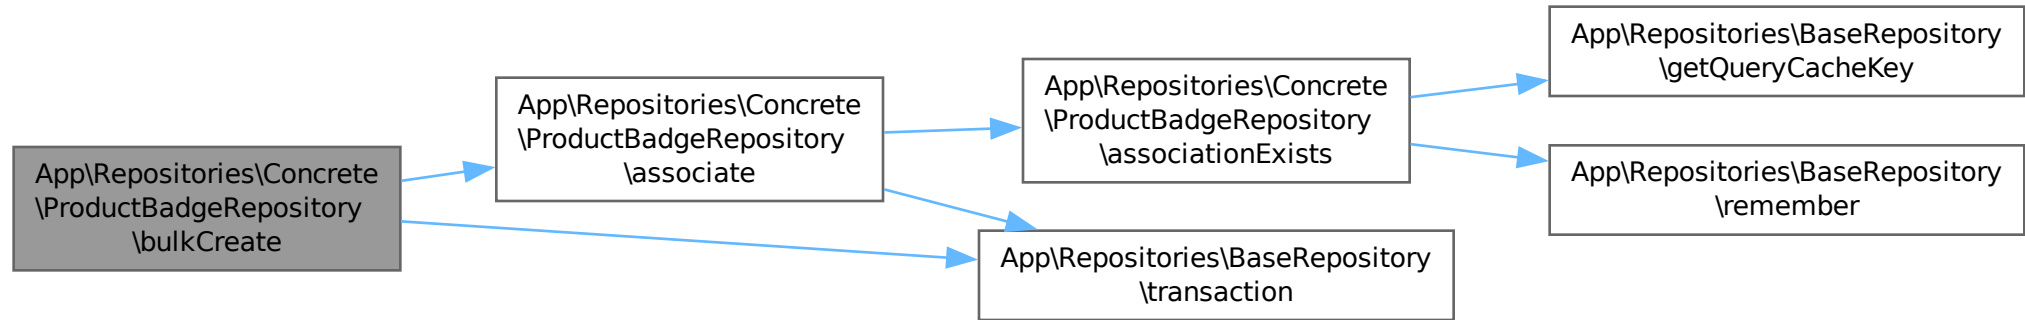 App\Repositories\Concrete
\ProductBadgeRepository
\bulkCreate
App\Repositories\Concrete
\ProductBadgeRepository
\associate
App\Repositories\Concrete
\ProductBadgeRepository
\associationExists
App\Repositories\BaseRepository
\getQueryCacheKey
App\Repositories\BaseRepository
\remember
App\Repositories\BaseRepository
\transaction